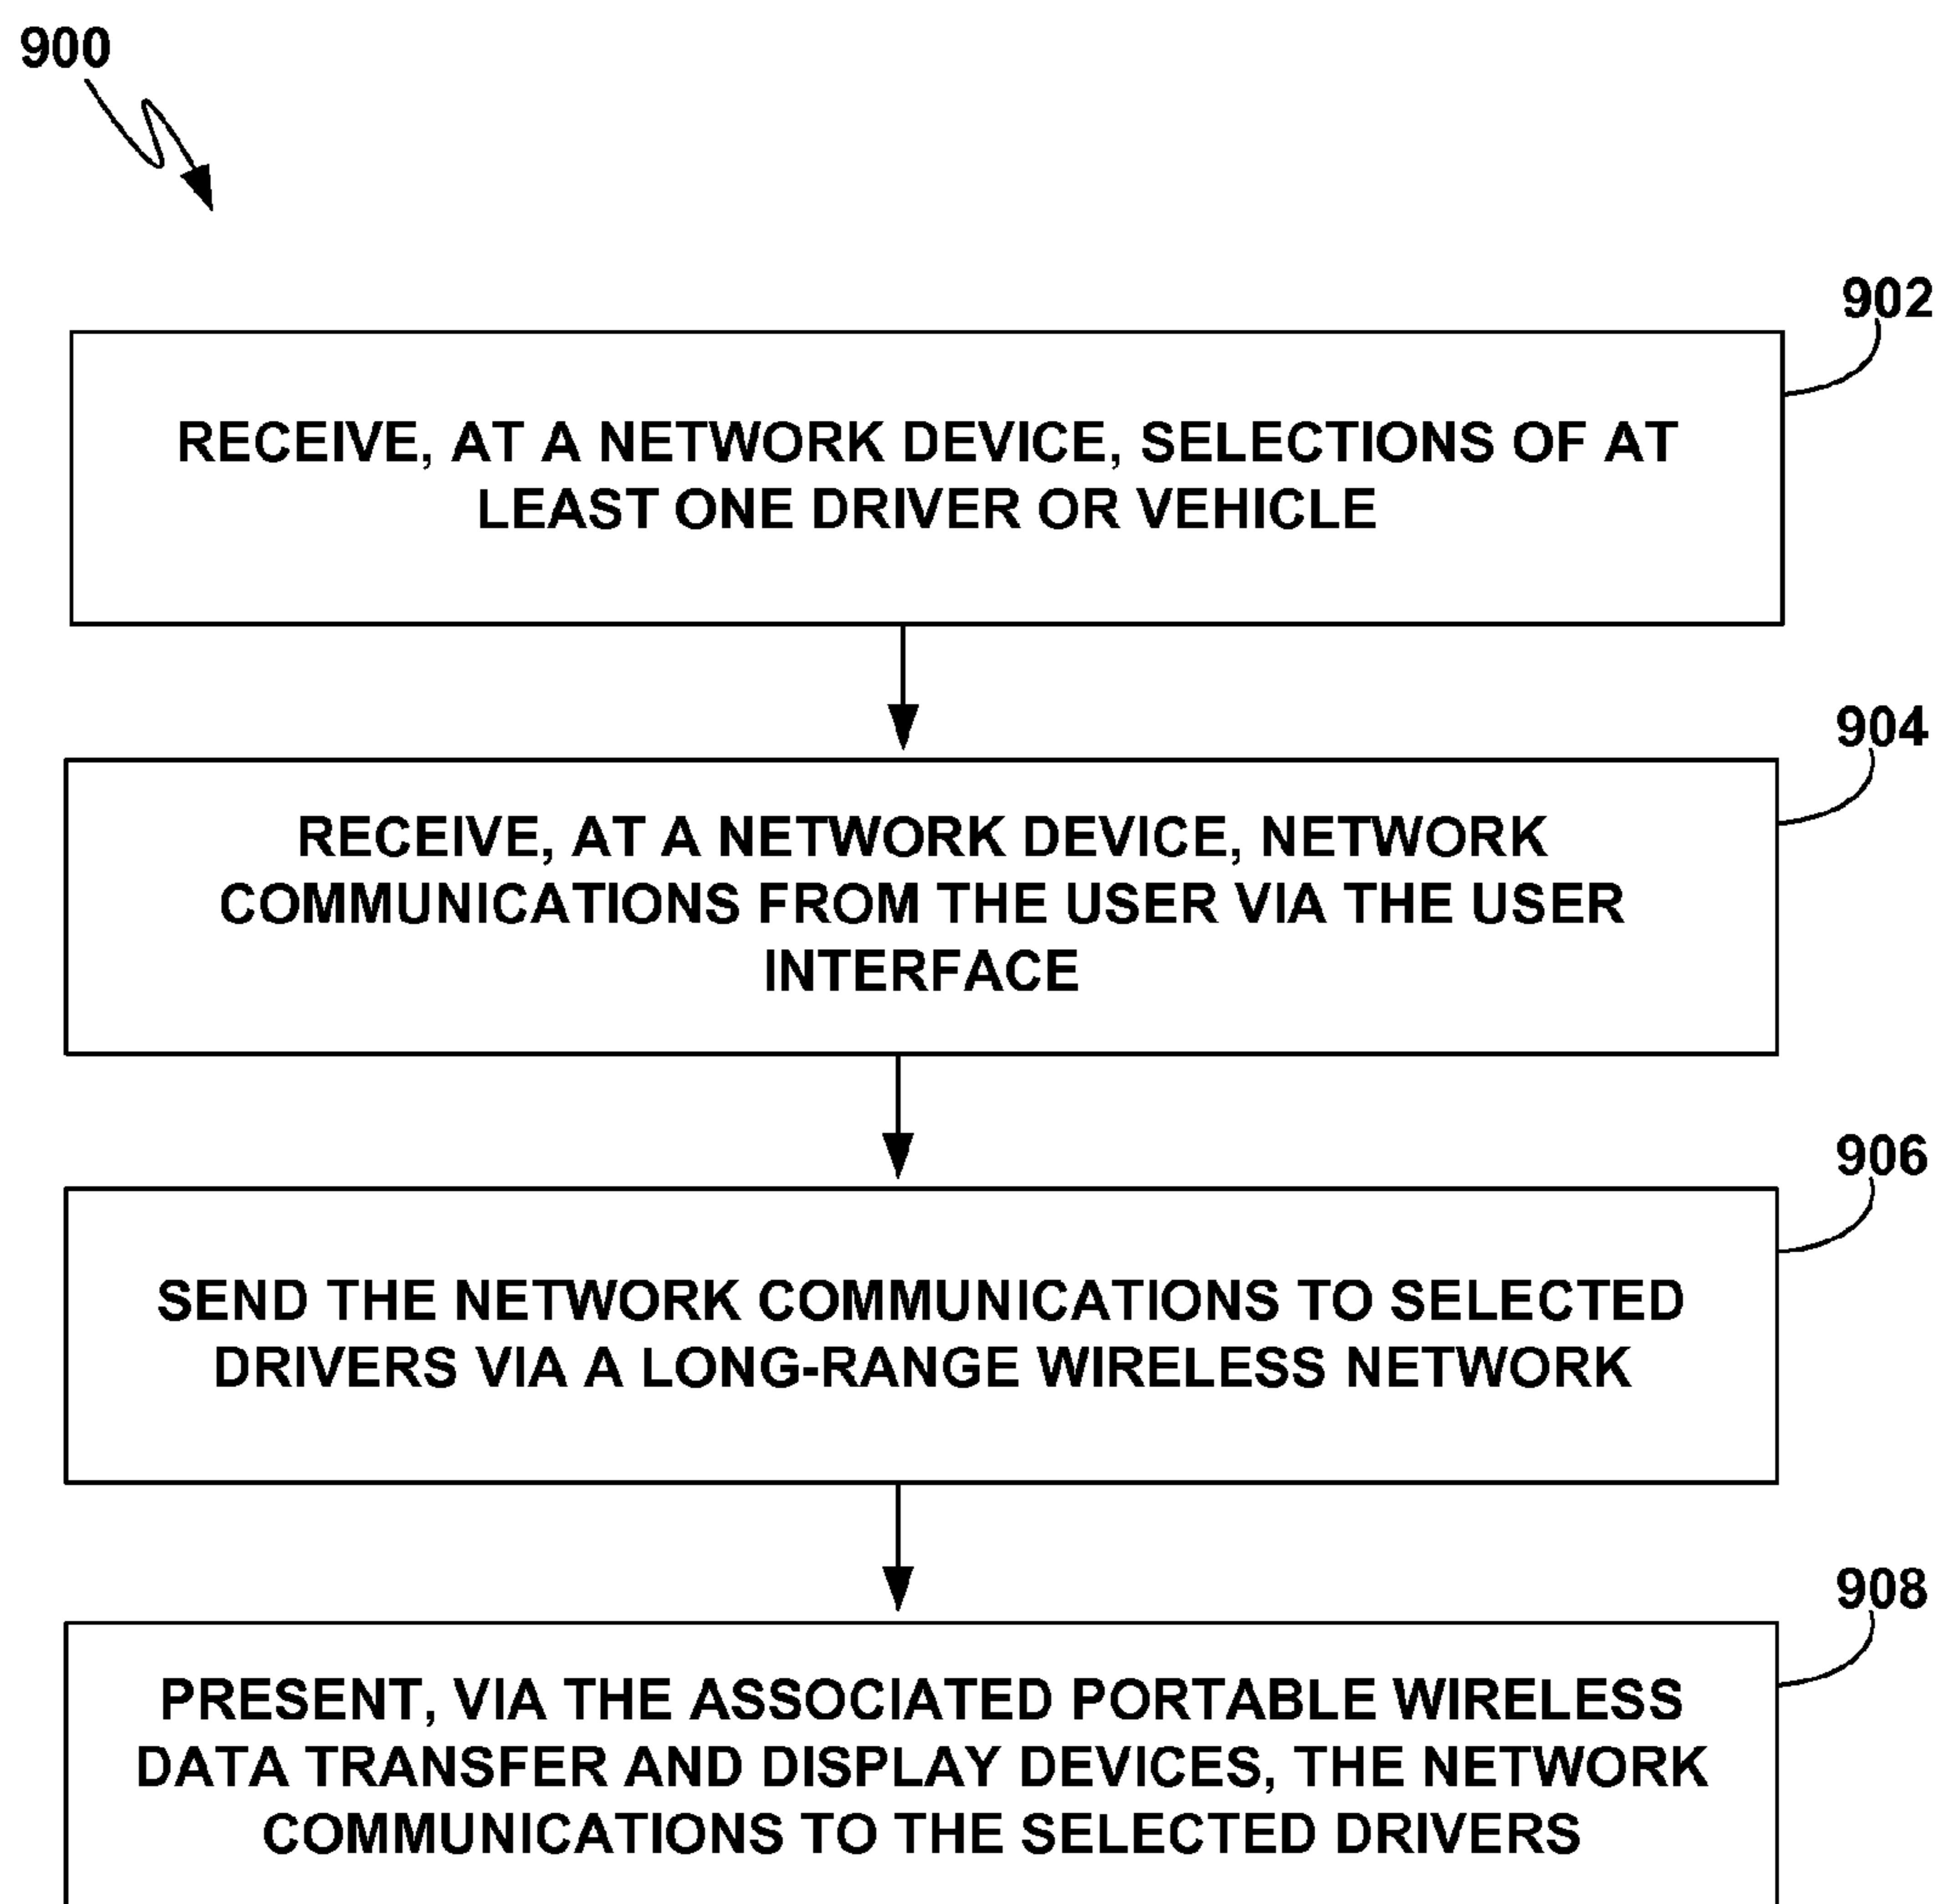 900
902
RECEIVE, AT A NETWORK DEVICE, SELECTIONS OF AT
LEAST ONE DRIVER OR VEHICLE
904
RECEIVE, AT A NETWORK DEVICE, NETWORK
COMMUNICATIONS FROM THE USER VIA THE USER
INTERFACE
906
SEND THE NETWORK COMMUNICATIONS TO SELECTED
DRIVERS VIA A LONG-RANGE WIRELESS NETWORK
908
PRESENT, VIA THE ASSOCIATED PORTABLE WIRELESS
DATA TRANSFER AND DISPLAY DEVICES, THE NETWORK
COMMUNICATIONS TO THE SELECTED DRIVERS